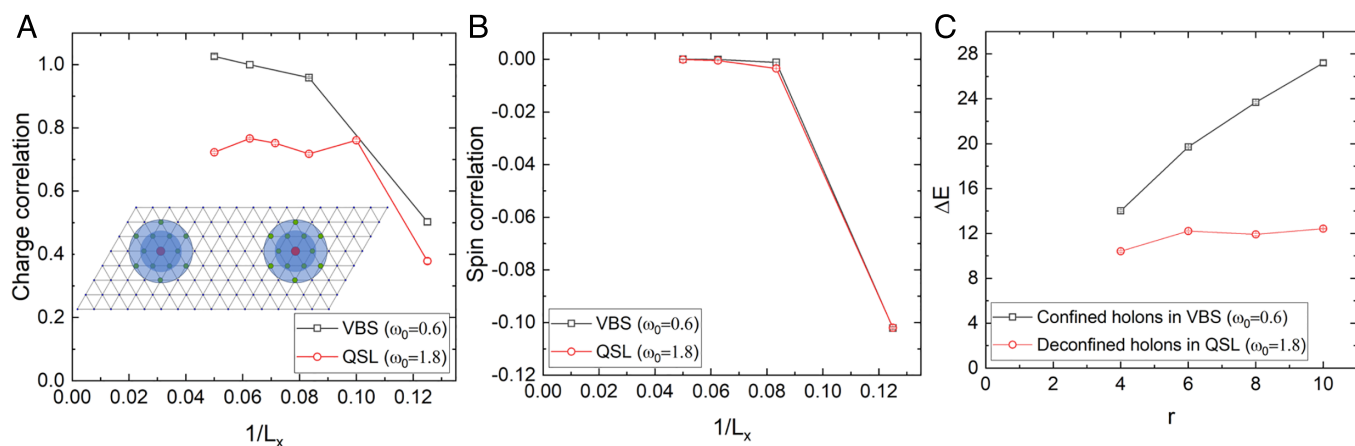 A
Charge correlation
1.0
0.8
0.6
0.4
0.2
0.0
VBS (ω₀=0.6)
QSL (ω₀=1.8)
0.00 0.02 0.04 0.06 0.08 0.10 0.12
1/Lₓ
B
Spin correlation
0.00
-0.02
-0.04
-0.06
-0.08
-0.10
-0.12
VBS (ω₀=0.6)
QSL (ω₀=1.8)
0.00 0.02 0.04 0.06 0.08 0.10 0.12
1/Lₓ
C
ΔE
28
24
20
16
12
8
4
0
Confined holons in VBS (ω₀=0.6)
Deconfined holons in QSL (ω₀=1.8)
0 2 4 6 8 10
r